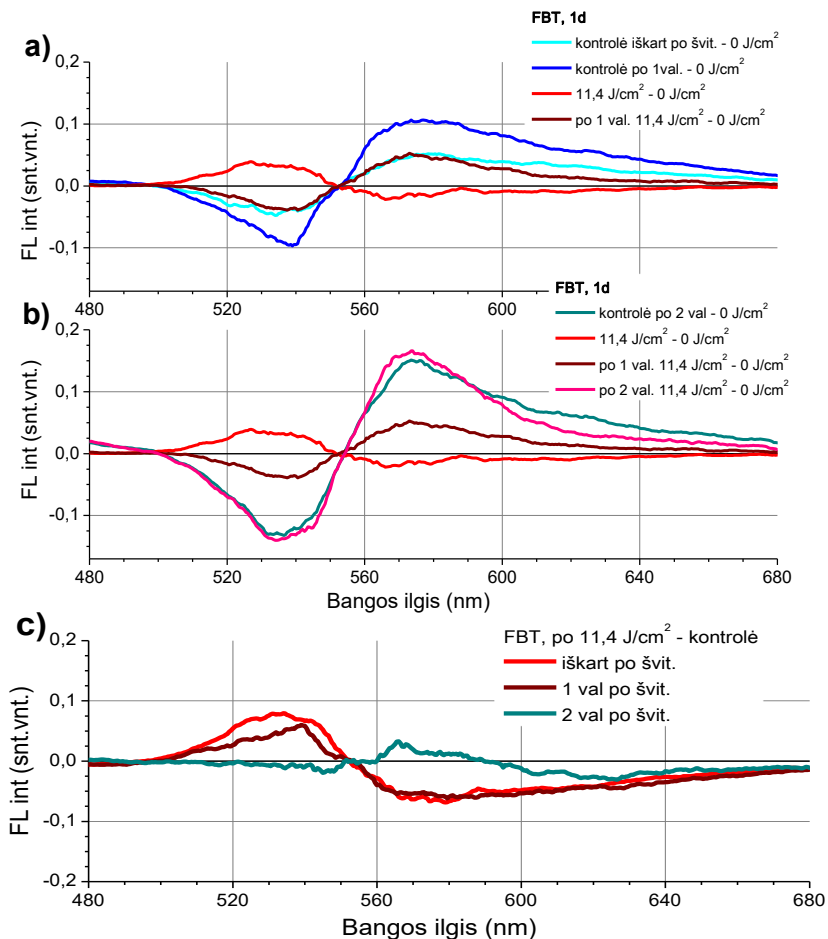 a)
FBT, 1d
kontrolė iškart po švit. - 0 J/cm²
kontrolė po 1val. - 0 J/cm²
11,4 J/cm² - 0 J/cm²
po 1 val. 11,4 J/cm² - 0 J/cm²
FL int (snt.vnt.)
0,2
0,1
0,0
-0,1
480 520 560 600
b)
FBT, 1d
kontrolė po 2 val - 0 J/cm²
11,4 J/cm² - 0 J/cm²
po 1 val. 11,4 J/cm² - 0 J/cm²
po 2 val. 11,4 J/cm² - 0 J/cm²
FL int (snt.vnt.)
0,2
0,1
0,0
-0,1
480 520 560 600 640 680
Bangos ilgis (nm)
c)
FBT, po 11,4 J/cm² - kontrolė
iškart po švit.
1 val po švit.
2 val po švit.
FL int (snt.vnt.)
0,2
0,1
0,0
-0,1
-0,2
480 520 560 600 640 680
Bangos ilgis (nm)